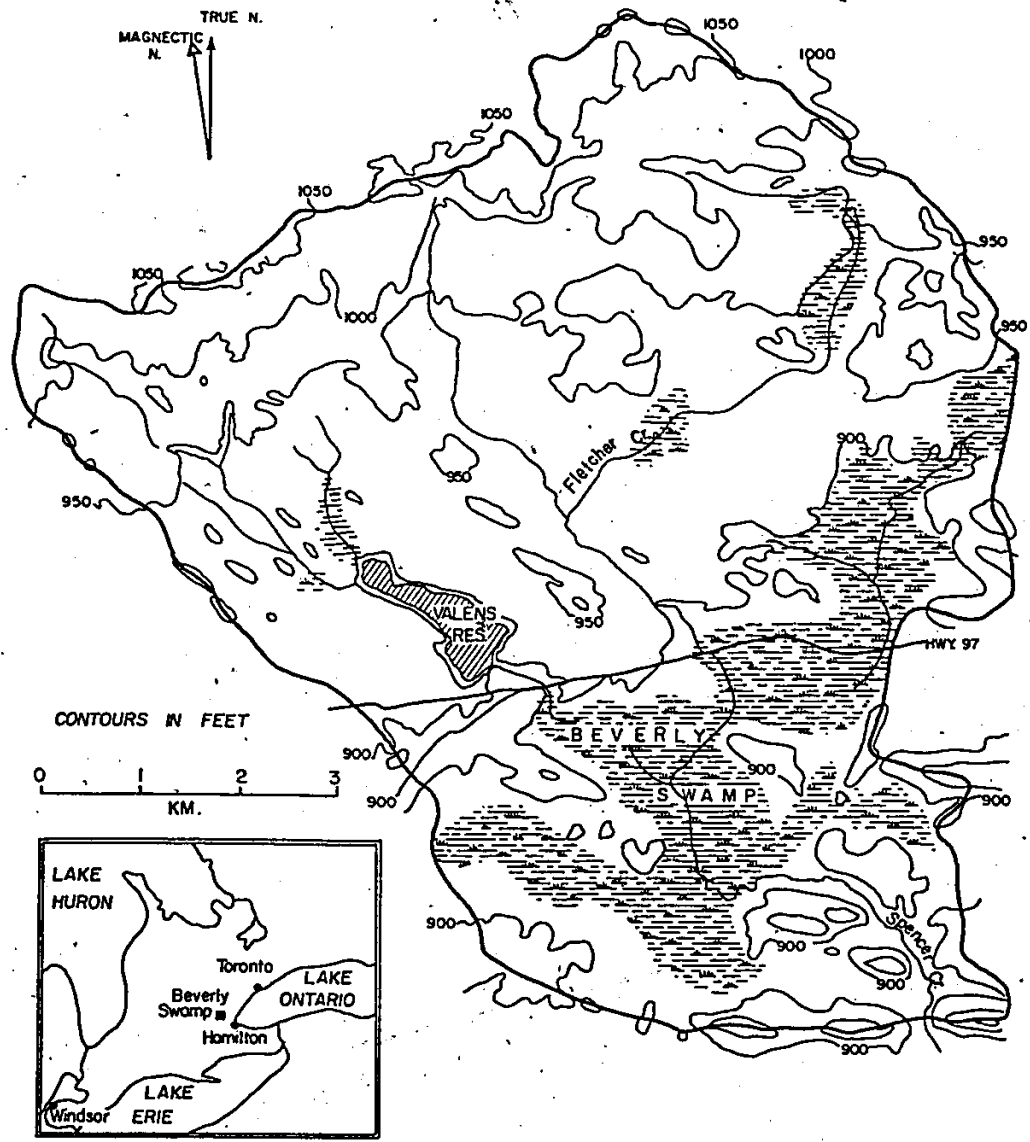 TRUE N.
MAGNECTIC
N.
1050
1000
1050
1050
950
1050
1000
950
Fletcher Cr.
900
950
950
VALENS
RES.
950
HWY. 97
CONTOURS IN FEET
BEVERLY
900
900
SWAMP
900
900
0 1 2 3
KM.
900
900
Spencer Cr.
900
900
LAKE
HURON
Toronto
LAKE
ONTARIO
Beverly
Swamp
Hamilton
LAKE
ERIE
Windsor